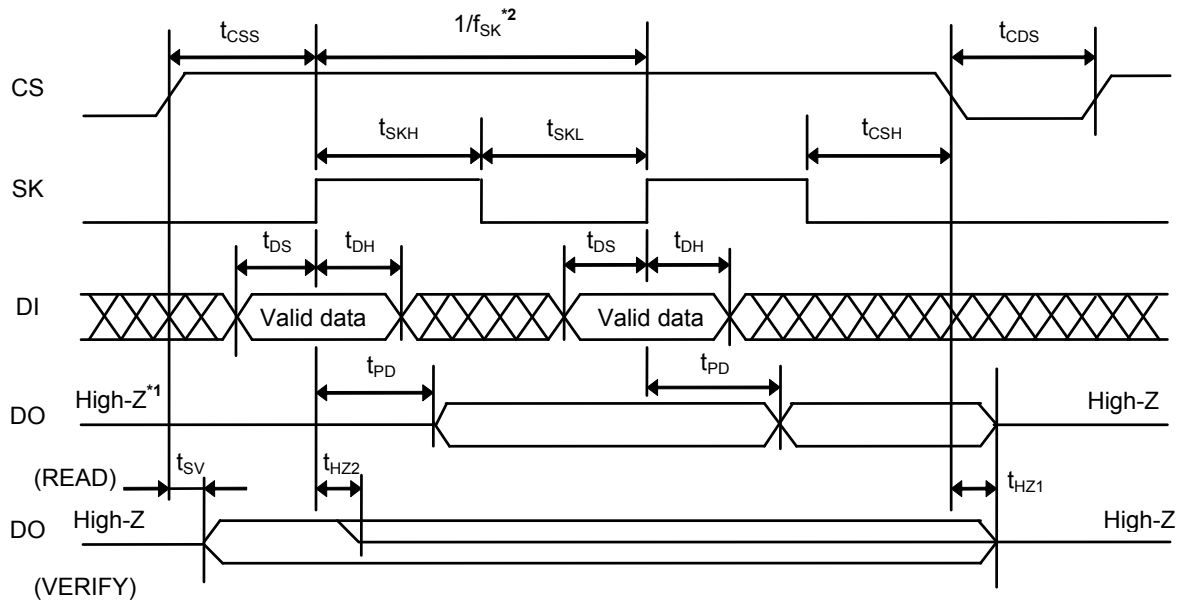 tCSS 1/fSK*2 tCDS
CS
tSKH tSKL tCSH
SK
tDS tDH tDS tDH
DI Valid data Valid data
tPD tPD
DO High-Z*1 High-Z
(READ) tSV tHZ2 tHZ1
DO High-Z High-Z
(VERIFY)